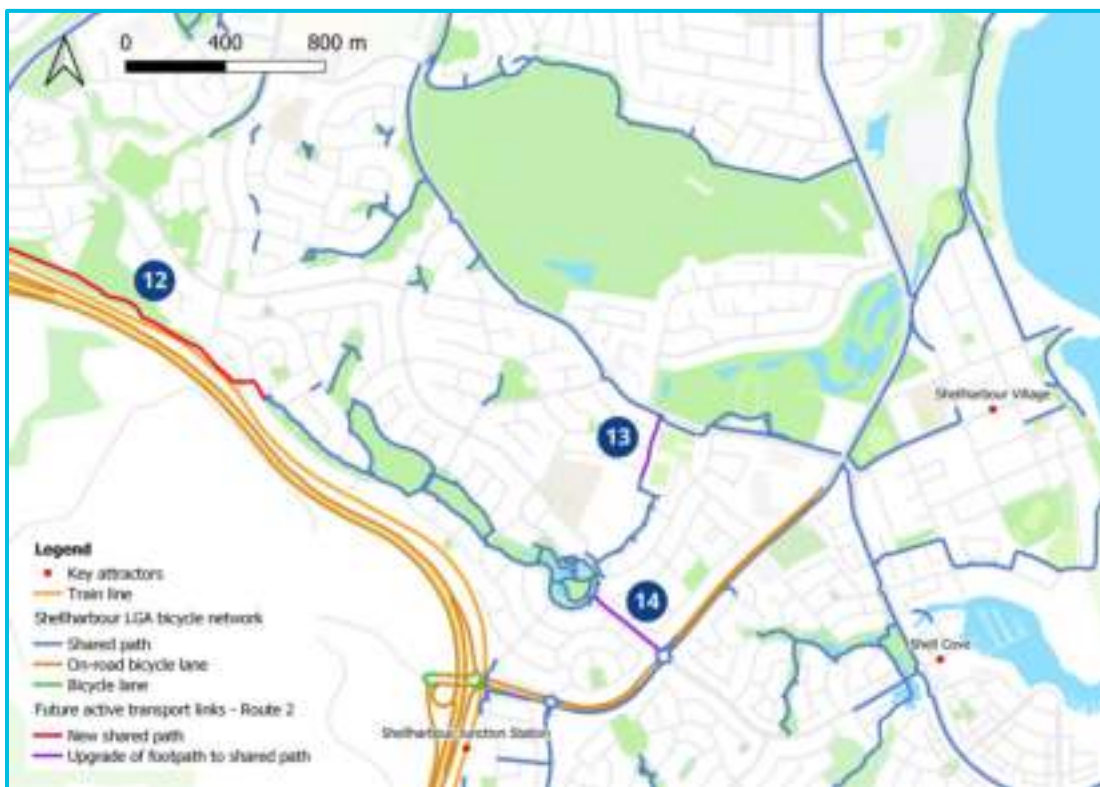 0 400 800 m
12
13
Shellharbour Village
14
Shell Cove
Shellharbour Junction Station
Legend
Key attractors
Train line
Shellharbour LGA bicycle network
Shared path
On-road bicycle lane
Bicycle lane
Future active transport links - Route 2
New shared path
Upgrade of footpath to shared path